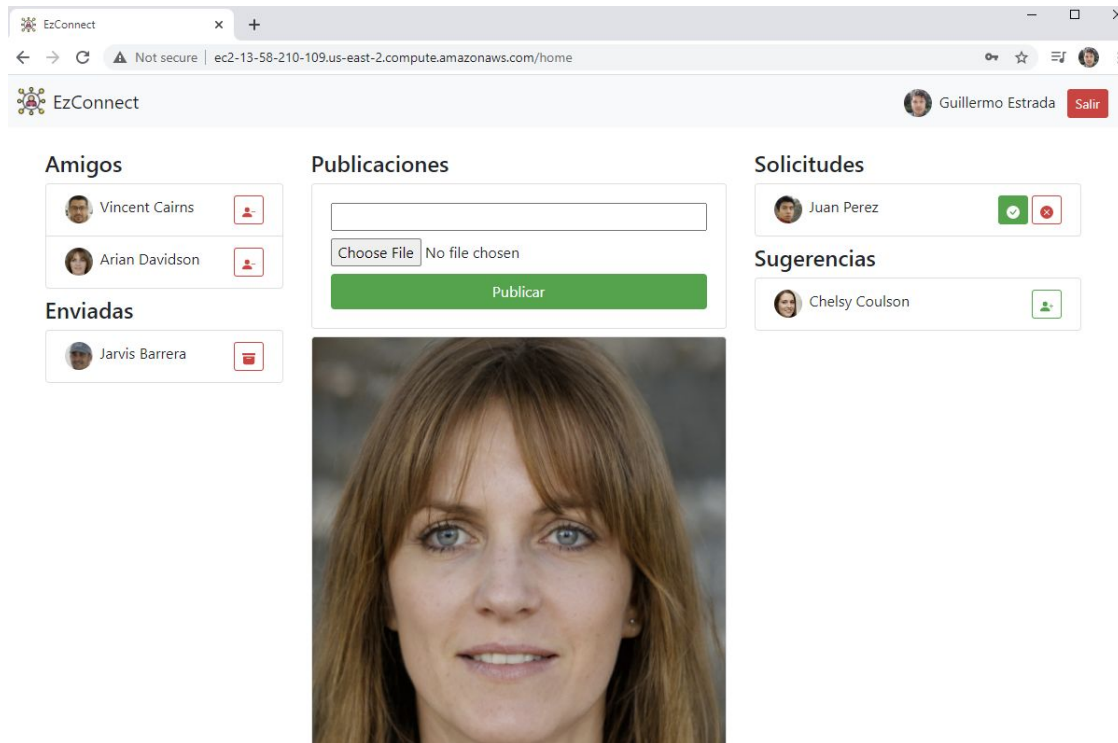 EzConnect
Not secure | ec2-13-58-210-109.us-east-2.compute.amazonaws.com/home
EzConnect
Guillermo Estrada
Salir
Amigos
Vincent Cairns
Arian Davidson
Enviadas
Jarvis Barrera
Publicaciones
Choose File No file chosen
Publicar
Solicitudes
Juan Perez
Sugerencias
Chelsy Coulson